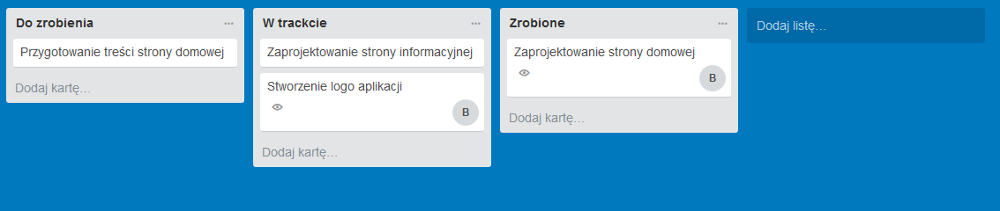 Do zrobienia
Przygotowanie treści strony domowej
Dodaj kartę...
W trackcie
Zaprojektowanie strony informacyjnej
Stworzenie logo aplikacji
B
Dodaj kartę...
Zrobione
Zaprojektowanie strony domowej
B
Dodaj kartę...
Dodaj listę...